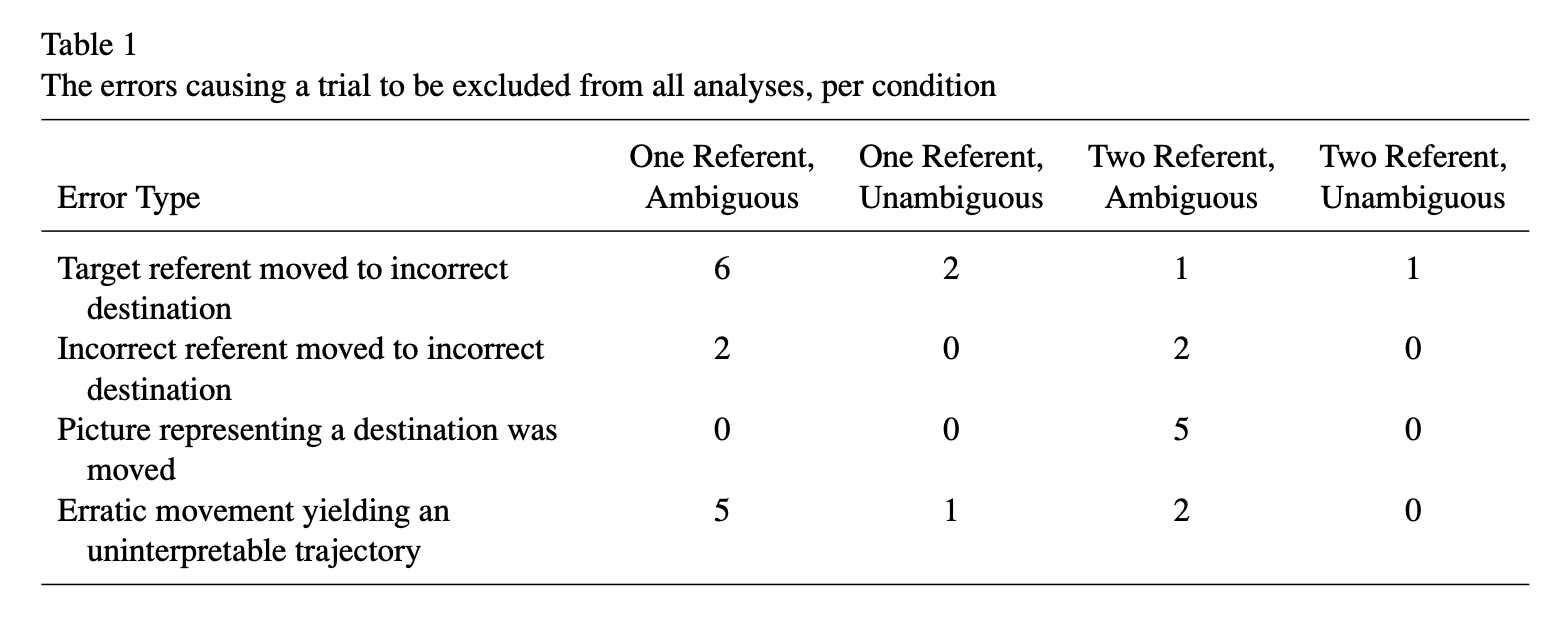 Table 1
The errors causing a trial to be excluded from all analyses, per condition
One Referent, One Referent, Two Referent, Two Referent,
Error Type Ambiguous Unambiguous Ambiguous Unambiguous
Target referent moved to incorrect 6 2 1 1
destination
Incorrect referent moved to incorrect 2 0 2 0
destination
Picture representing a destination was 0 0 5 0
moved
Erratic movement yielding an 5 1 2 0
uninterpretable trajectory